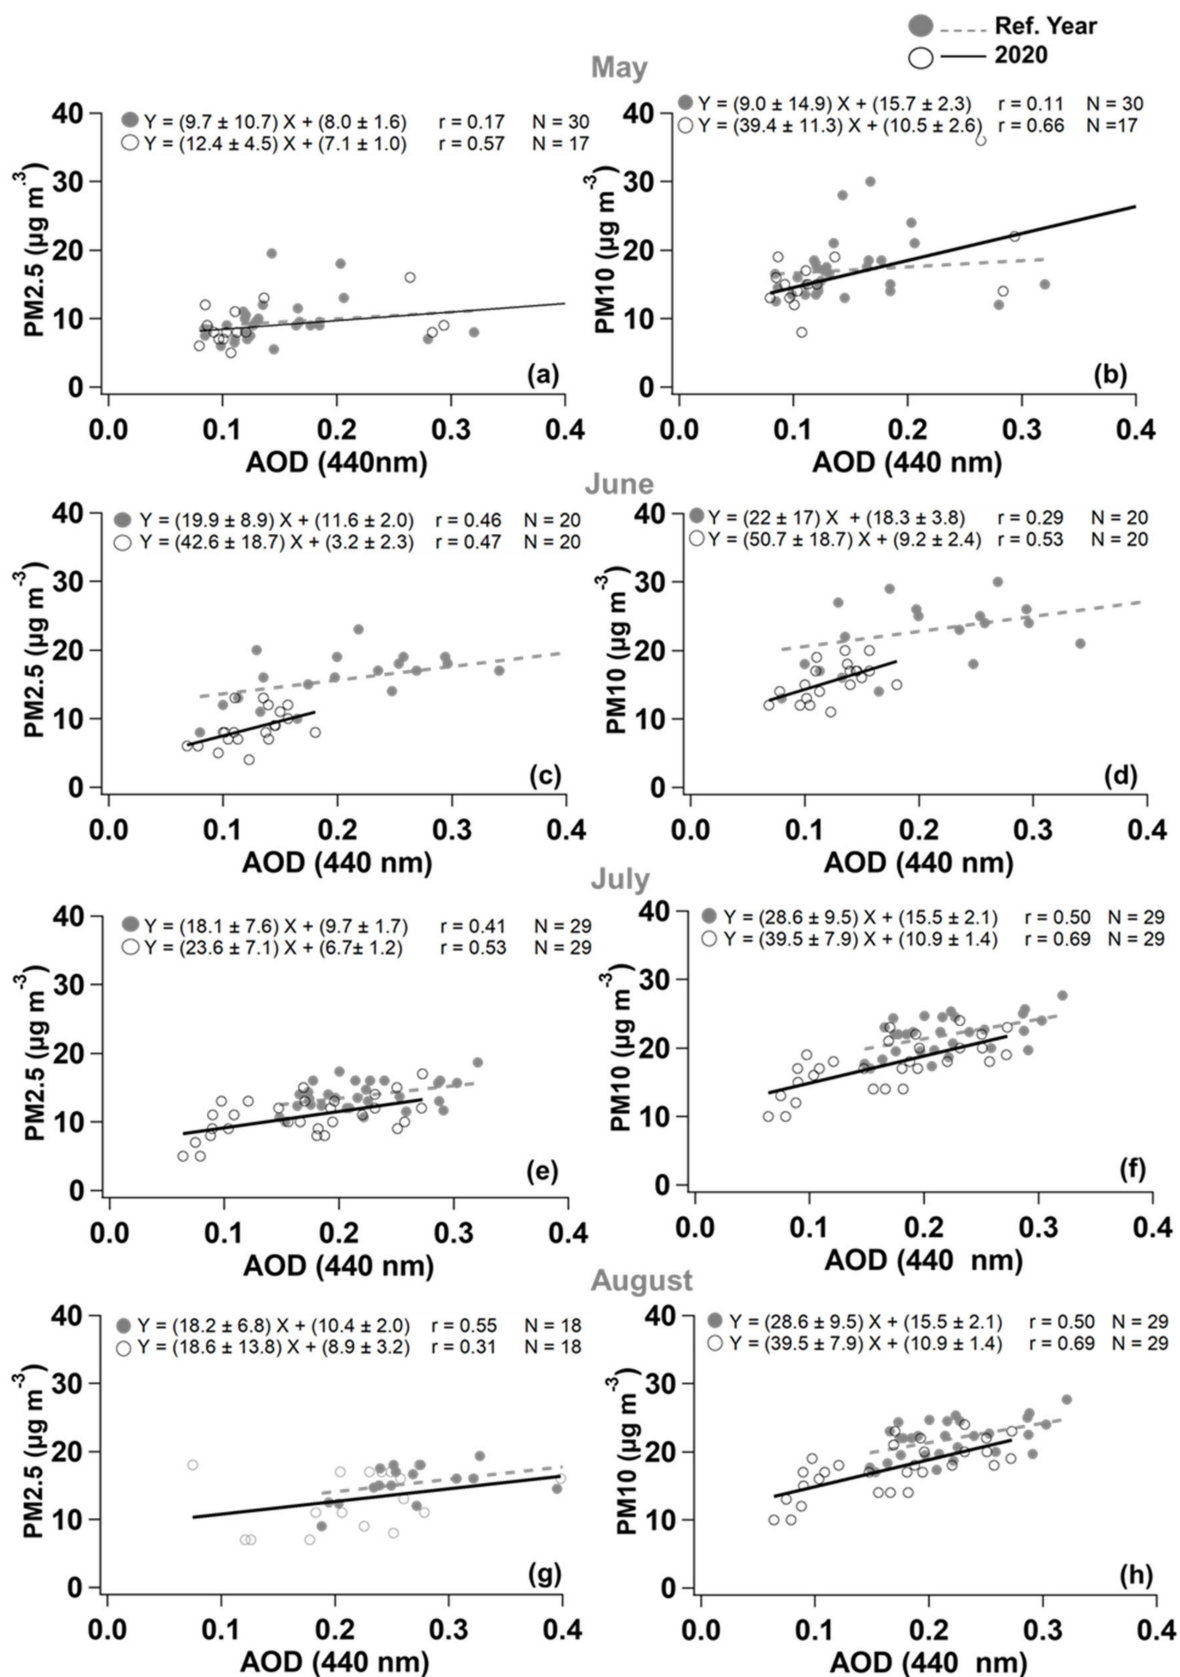 Ref. Year
2020
May
Y = (9.7 ± 10.7) X + (8.0 ± 1.6) r = 0.17 N = 30
Y = (12.4 ± 4.5) X + (7.1 ± 1.0) r = 0.57 N = 17
PM2.5 (µg m⁻³)
40
30
20
10
0
(a)
0.0 0.1 0.2 0.3 0.4
AOD (440nm)
Y = (9.0 ± 14.9) X + (15.7 ± 2.3) r = 0.11 N = 30
Y = (39.4 ± 11.3) X + (10.5 ± 2.6) r = 0.66 N =17
PM10 (µg m⁻³)
40
30
20
10
0
(b)
0.0 0.1 0.2 0.3 0.4
AOD (440 nm)
June
Y = (19.9 ± 8.9) X + (11.6 ± 2.0) r = 0.46 N = 20
Y = (42.6 ± 18.7) X + (3.2 ± 2.3) r = 0.47 N = 20
PM2.5 (µg m⁻³)
40
30
20
10
0
(c)
0.0 0.1 0.2 0.3 0.4
AOD (440 nm)
Y = (22 ± 17) X + (18.3 ± 3.8) r = 0.29 N = 20
Y = (50.7 ± 18.7) X + (9.2 ± 2.4) r = 0.53 N = 20
PM10 (µg m⁻³)
40
30
20
10
0
(d)
0.0 0.1 0.2 0.3 0.4
AOD (440 nm)
July
Y = (18.1 ± 7.6) X + (9.7 ± 1.7) r = 0.41 N = 29
Y = (23.6 ± 7.1) X + (6.7± 1.2) r = 0.53 N = 29
PM2.5 (µg m⁻³)
40
30
20
10
0
(e)
0.0 0.1 0.2 0.3 0.4
AOD (440 nm)
Y = (28.6 ± 9.5) X + (15.5 ± 2.1) r = 0.50 N = 29
Y = (39.5 ± 7.9) X + (10.9 ± 1.4) r = 0.69 N = 29
PM10 (µg m⁻³)
40
30
20
10
0
(f)
0.0 0.1 0.2 0.3 0.4
AOD (440 nm)
August
Y = (18.2 ± 6.8) X + (10.4 ± 2.0) r = 0.55 N = 18
Y = (18.6 ± 13.8) X + (8.9 ± 3.2) r = 0.31 N = 18
PM2.5 (µg m⁻³)
40
30
20
10
0
(g)
0.0 0.1 0.2 0.3 0.4
AOD (440 nm)
Y = (28.6 ± 9.5) X + (15.5 ± 2.1) r = 0.50 N = 29
Y = (39.5 ± 7.9) X + (10.9 ± 1.4) r = 0.69 N = 29
PM10 (µg m⁻³)
40
30
20
10
0
(h)
0.0 0.1 0.2 0.3 0.4
AOD (440 nm)